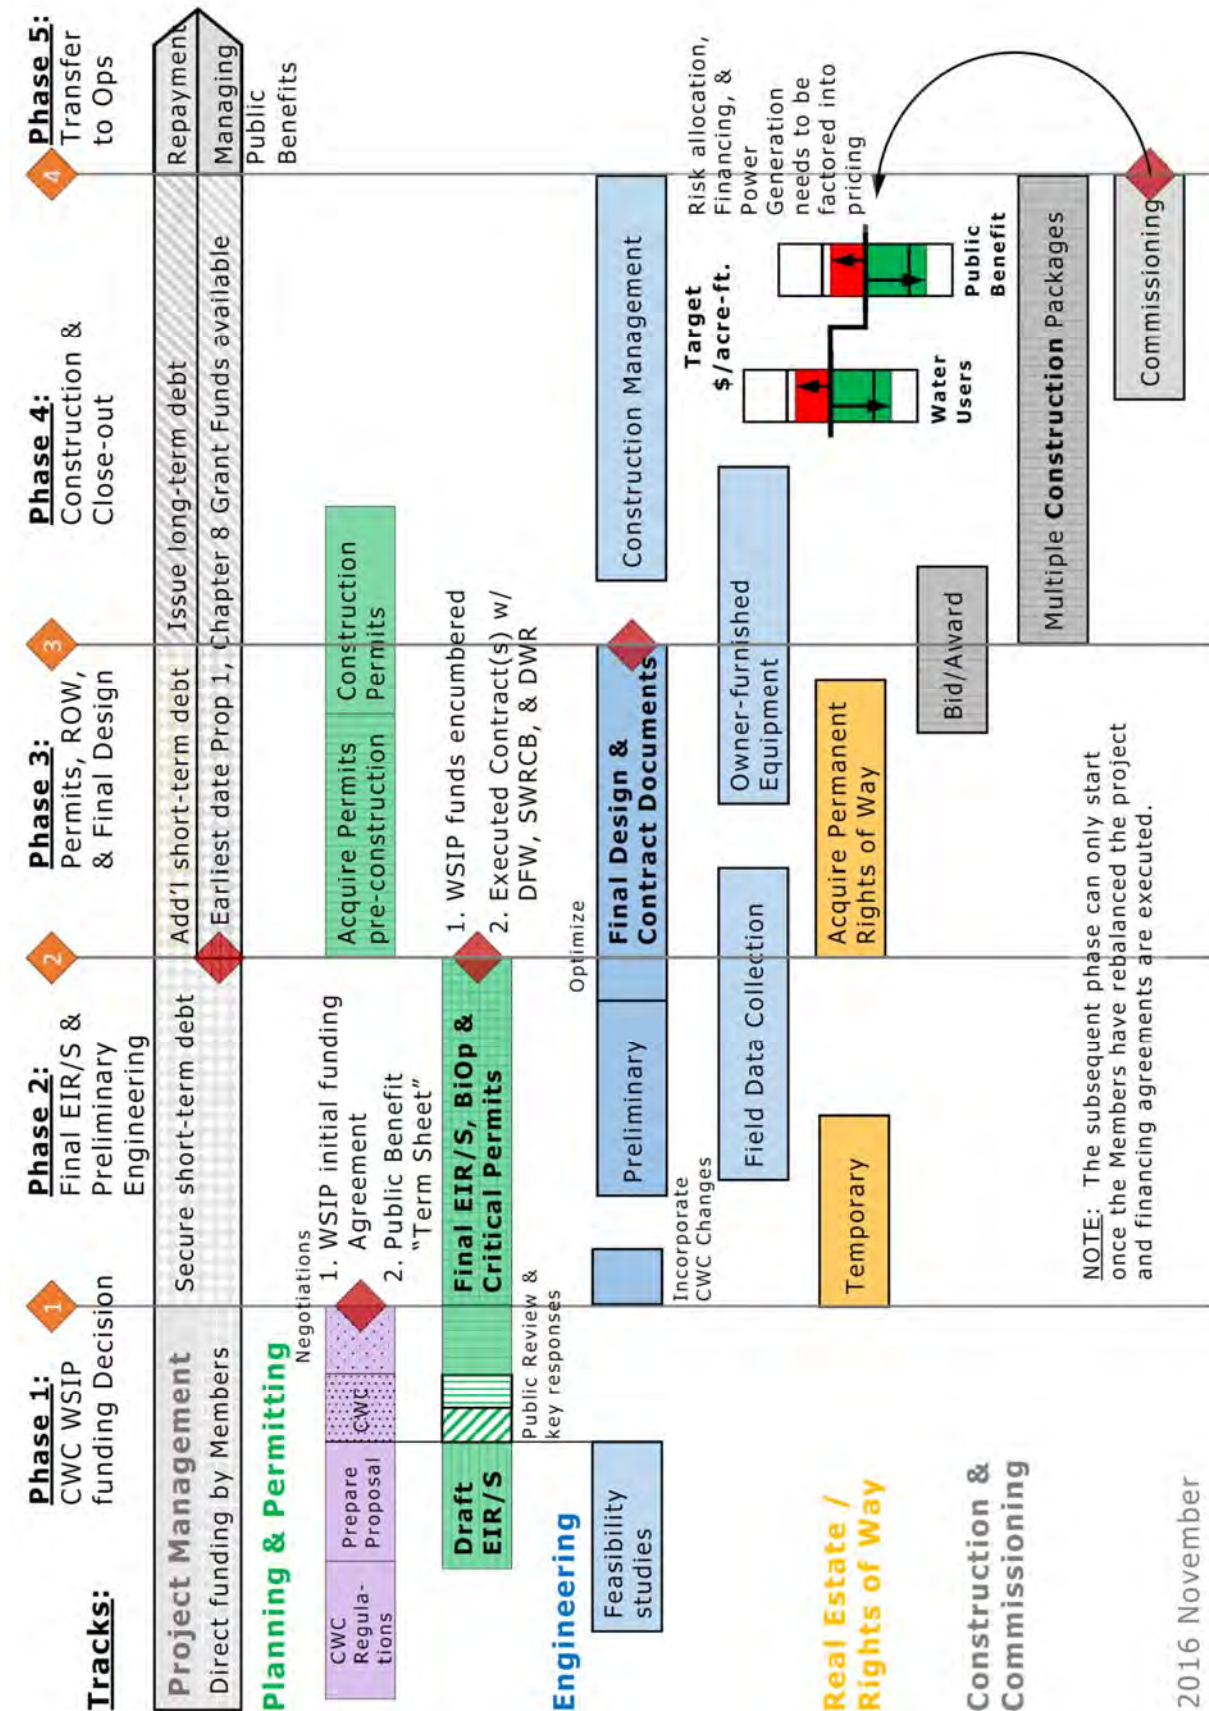 Tracks:
Phase 1:
CWC WSIP
funding Decision
1
Phase 2:
Final EIR/S &
Preliminary
Engineering
2
Phase 3:
Permits, ROW,
& Final Design
3
Phase 4:
Construction &
Close-out
4
Phase 5:
Transfer
to Ops
Project Management
Direct funding by Members
Secure short-term debt
Add'l short-term debt
Issue long-term debt
Repayment
Earliest date Prop 1, Chapter 8 Grant Funds available
Managing
Public
Benefits
Planning & Permitting
Negotiations
CWC
Regula-
tions
Prepare
Proposal
CWC
1. WSIP initial funding
Agreement
2. Public Benefit
“Term Sheet”
Acquire Permits
pre-construction
Construction
Permits
Draft
EIR/S
Final EIR/S, BiOp &
Critical Permits
1. WSIP funds encumbered
2. Executed Contract(s) w/
DFW, SWRCB, & DWR
Public Review &
key responses
Engineering
Optimize
Feasibility
studies
Preliminary
Final Design &
Contract Documents
Construction Management
Incorporate
CWC Changes
Field Data Collection
Owner-furnished
Equipment
Target
$/acre-ft.
Water
Users
Public
Benefit
Risk allocation,
Financing, &
Power
Generation
needs to be
factored into
pricing
Real Estate /
Rights of Way
Temporary
Acquire Permanent
Rights of Way
Construction &
Commissioning
Bid/Award
Multiple Construction Packages
Commissioning
NOTE: The subsequent phase can only start
once the Members have rebalanced the project
and financing agreements are executed.
2016 November